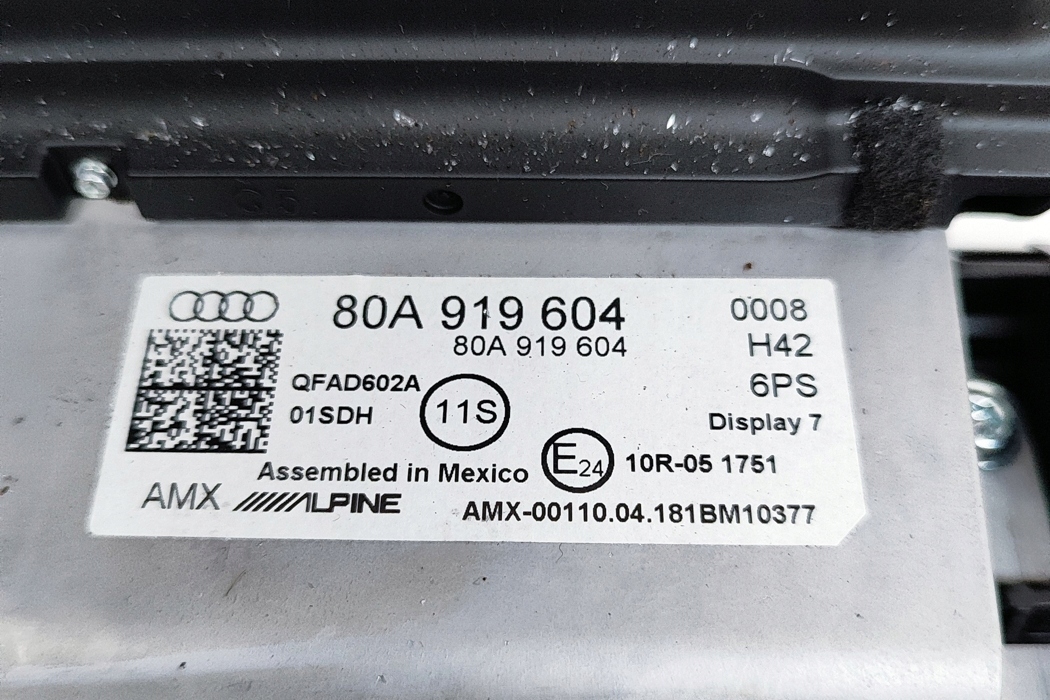 80A 919 604
0008
80A 919 604
H42
QFAD602A
6PS
01SDH
11S
Display 7
Assembled in Mexico
E24
10R-05 1751
AMX
ALPINE
AMX-00110.04.181BM10377